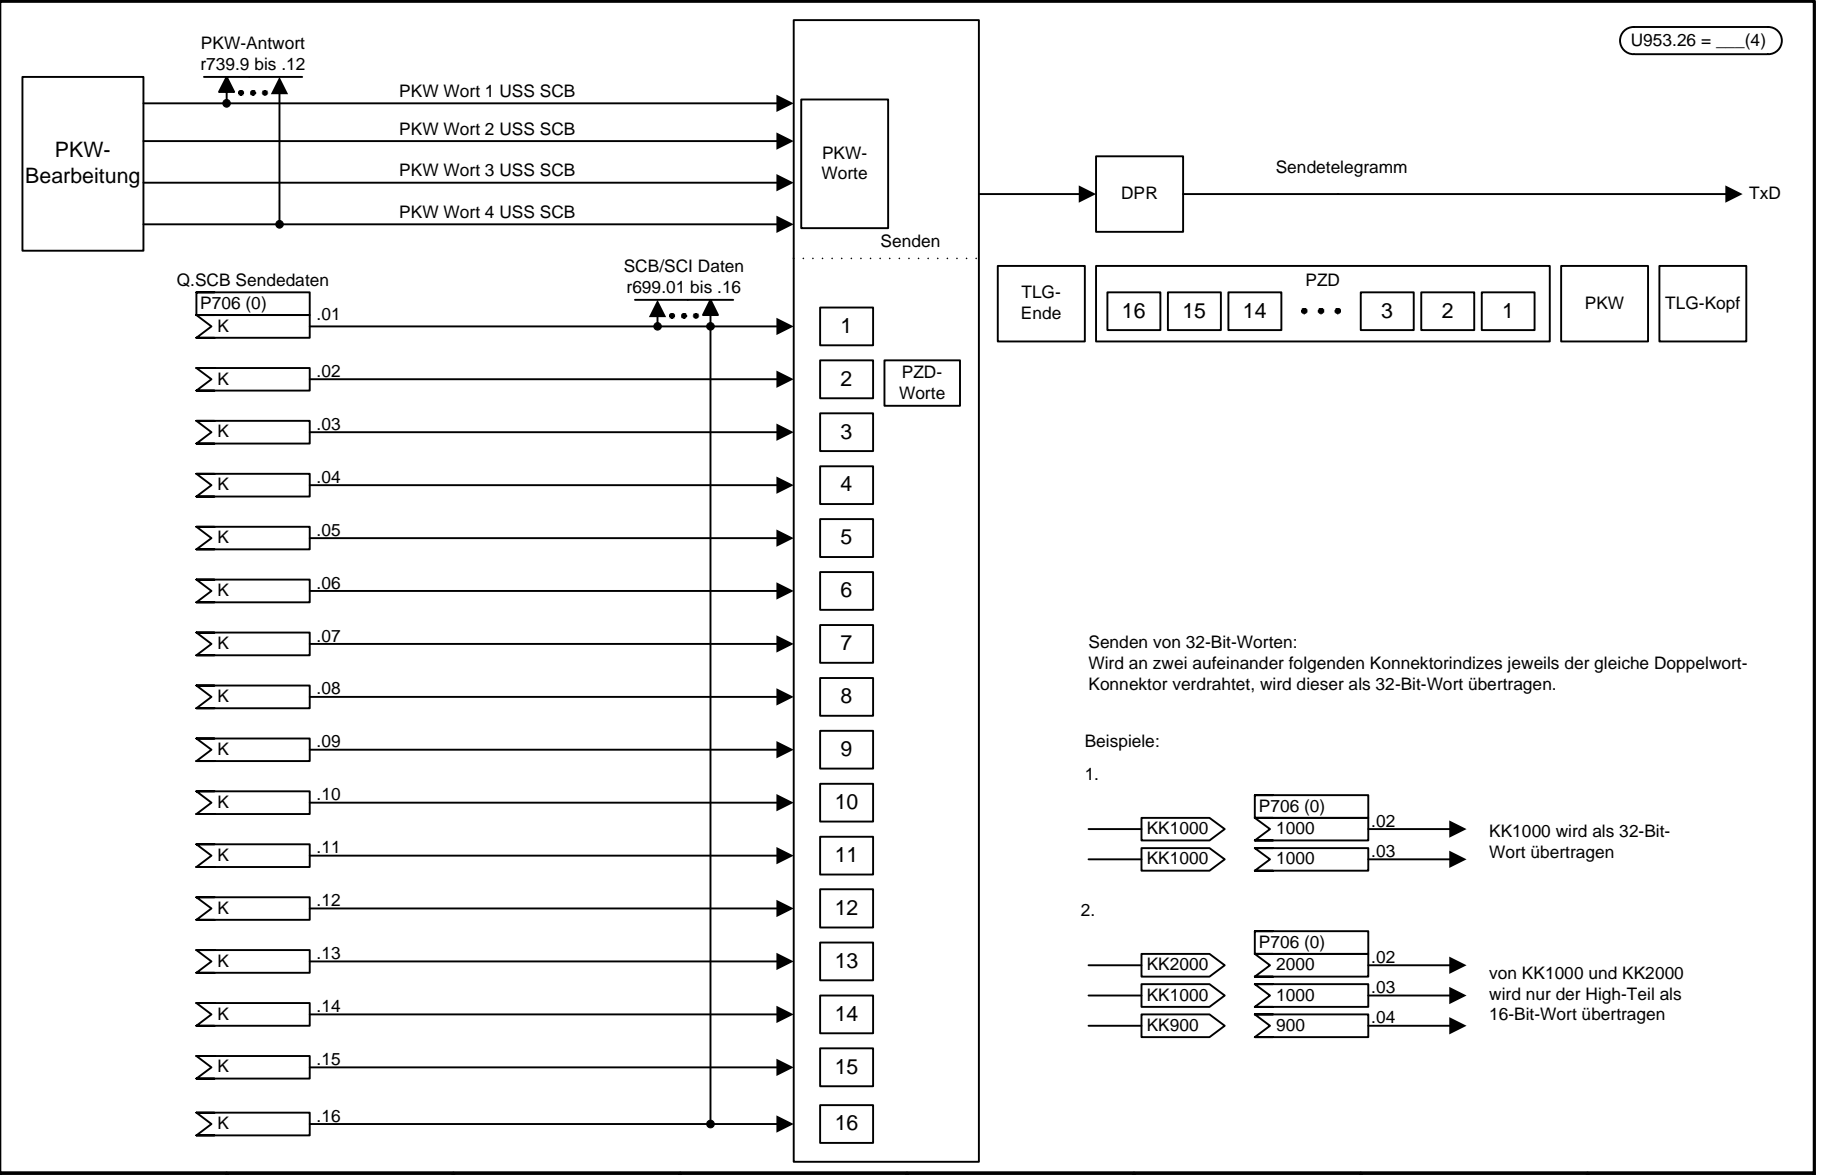 U953.26 = ___(4)
PKW-Antwort
r739.9 bis .12
PKW-
Bearbeitung
PKW Wort 1 USS SCB
PKW Wort 2 USS SCB
PKW Wort 3 USS SCB
PKW Wort 4 USS SCB
PKW-
Worte
Senden
DPR
Sendetelegramm
TxD
Q.SCB Sendedaten
P706 (0)
SCB/SCI Daten
r699.01 bis .16
TLG-
Ende
PZD
16 15 14 3 2 1
PKW
TLG-Kopf
K .01 1
K .02 2
PZD-
Worte
K .03 3
K .04 4
K .05 5
K .06 6
K .07 7
K .08 8
K .09 9
K .10 10
K .11 11
K .12 12
K .13 13
K .14 14
K .15 15
K .16 16
Senden von 32-Bit-Worten:
Wird an zwei aufeinander folgenden Konnektorindizes jeweils der gleiche Doppelwort-
Konnektor verdrahtet, wird dieser als 32-Bit-Wort übertragen.
Beispiele:
1.
P706 (0)
KK1000 1000 .02
KK1000 1000 .03
KK1000 wird als 32-Bit-
Wort übertragen
2.
P706 (0)
KK2000 2000 .02
KK1000 1000 .03
KK900 900 .04
von KK1000 und KK2000
wird nur der High-Teil als
16-Bit-Wort übertragen